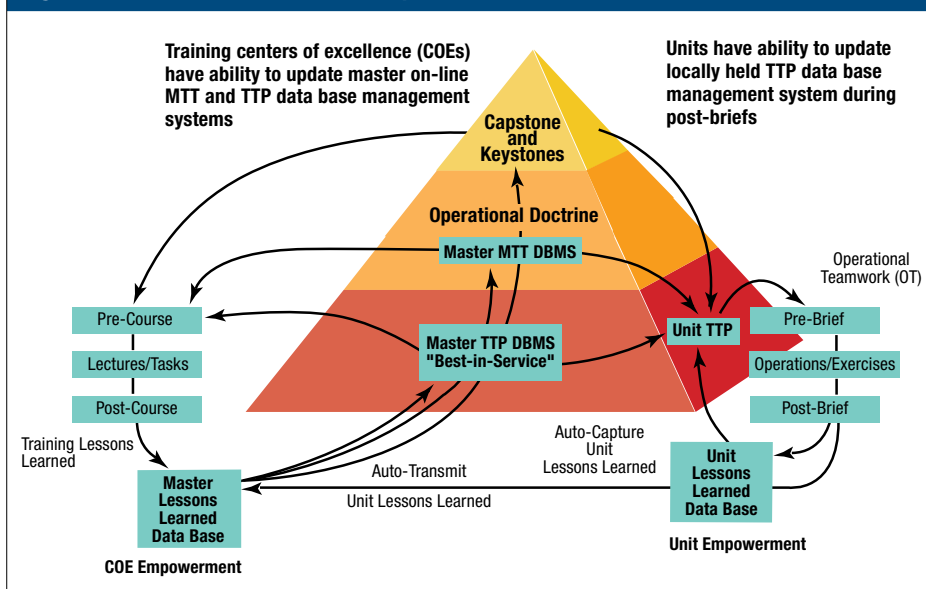 Training centers of excellence (COEs)
have ability to update master on-line
MTT and TTP data base management
systems
Units have ability to update
locally held TTP data base
management system during
post-briefs
Capstone
and
Keystones
Operational Doctrine
Master MTT DBMS
Operational
Teamwork (OT)
Pre-Course
Lectures/Tasks
Post-Course
Master TTP DBMS
"Best-in-Service"
Unit TTP
Pre-Brief
Operations/Exercises
Post-Brief
Training Lessons
Learned
Auto-Capture
Unit
Lessons Learned
Auto-Transmit
Unit Lessons Learned
Master
Lessons
Learned
Data Base
Unit
Lessons
Learned
Data Base
COE Empowerment
Unit Empowerment